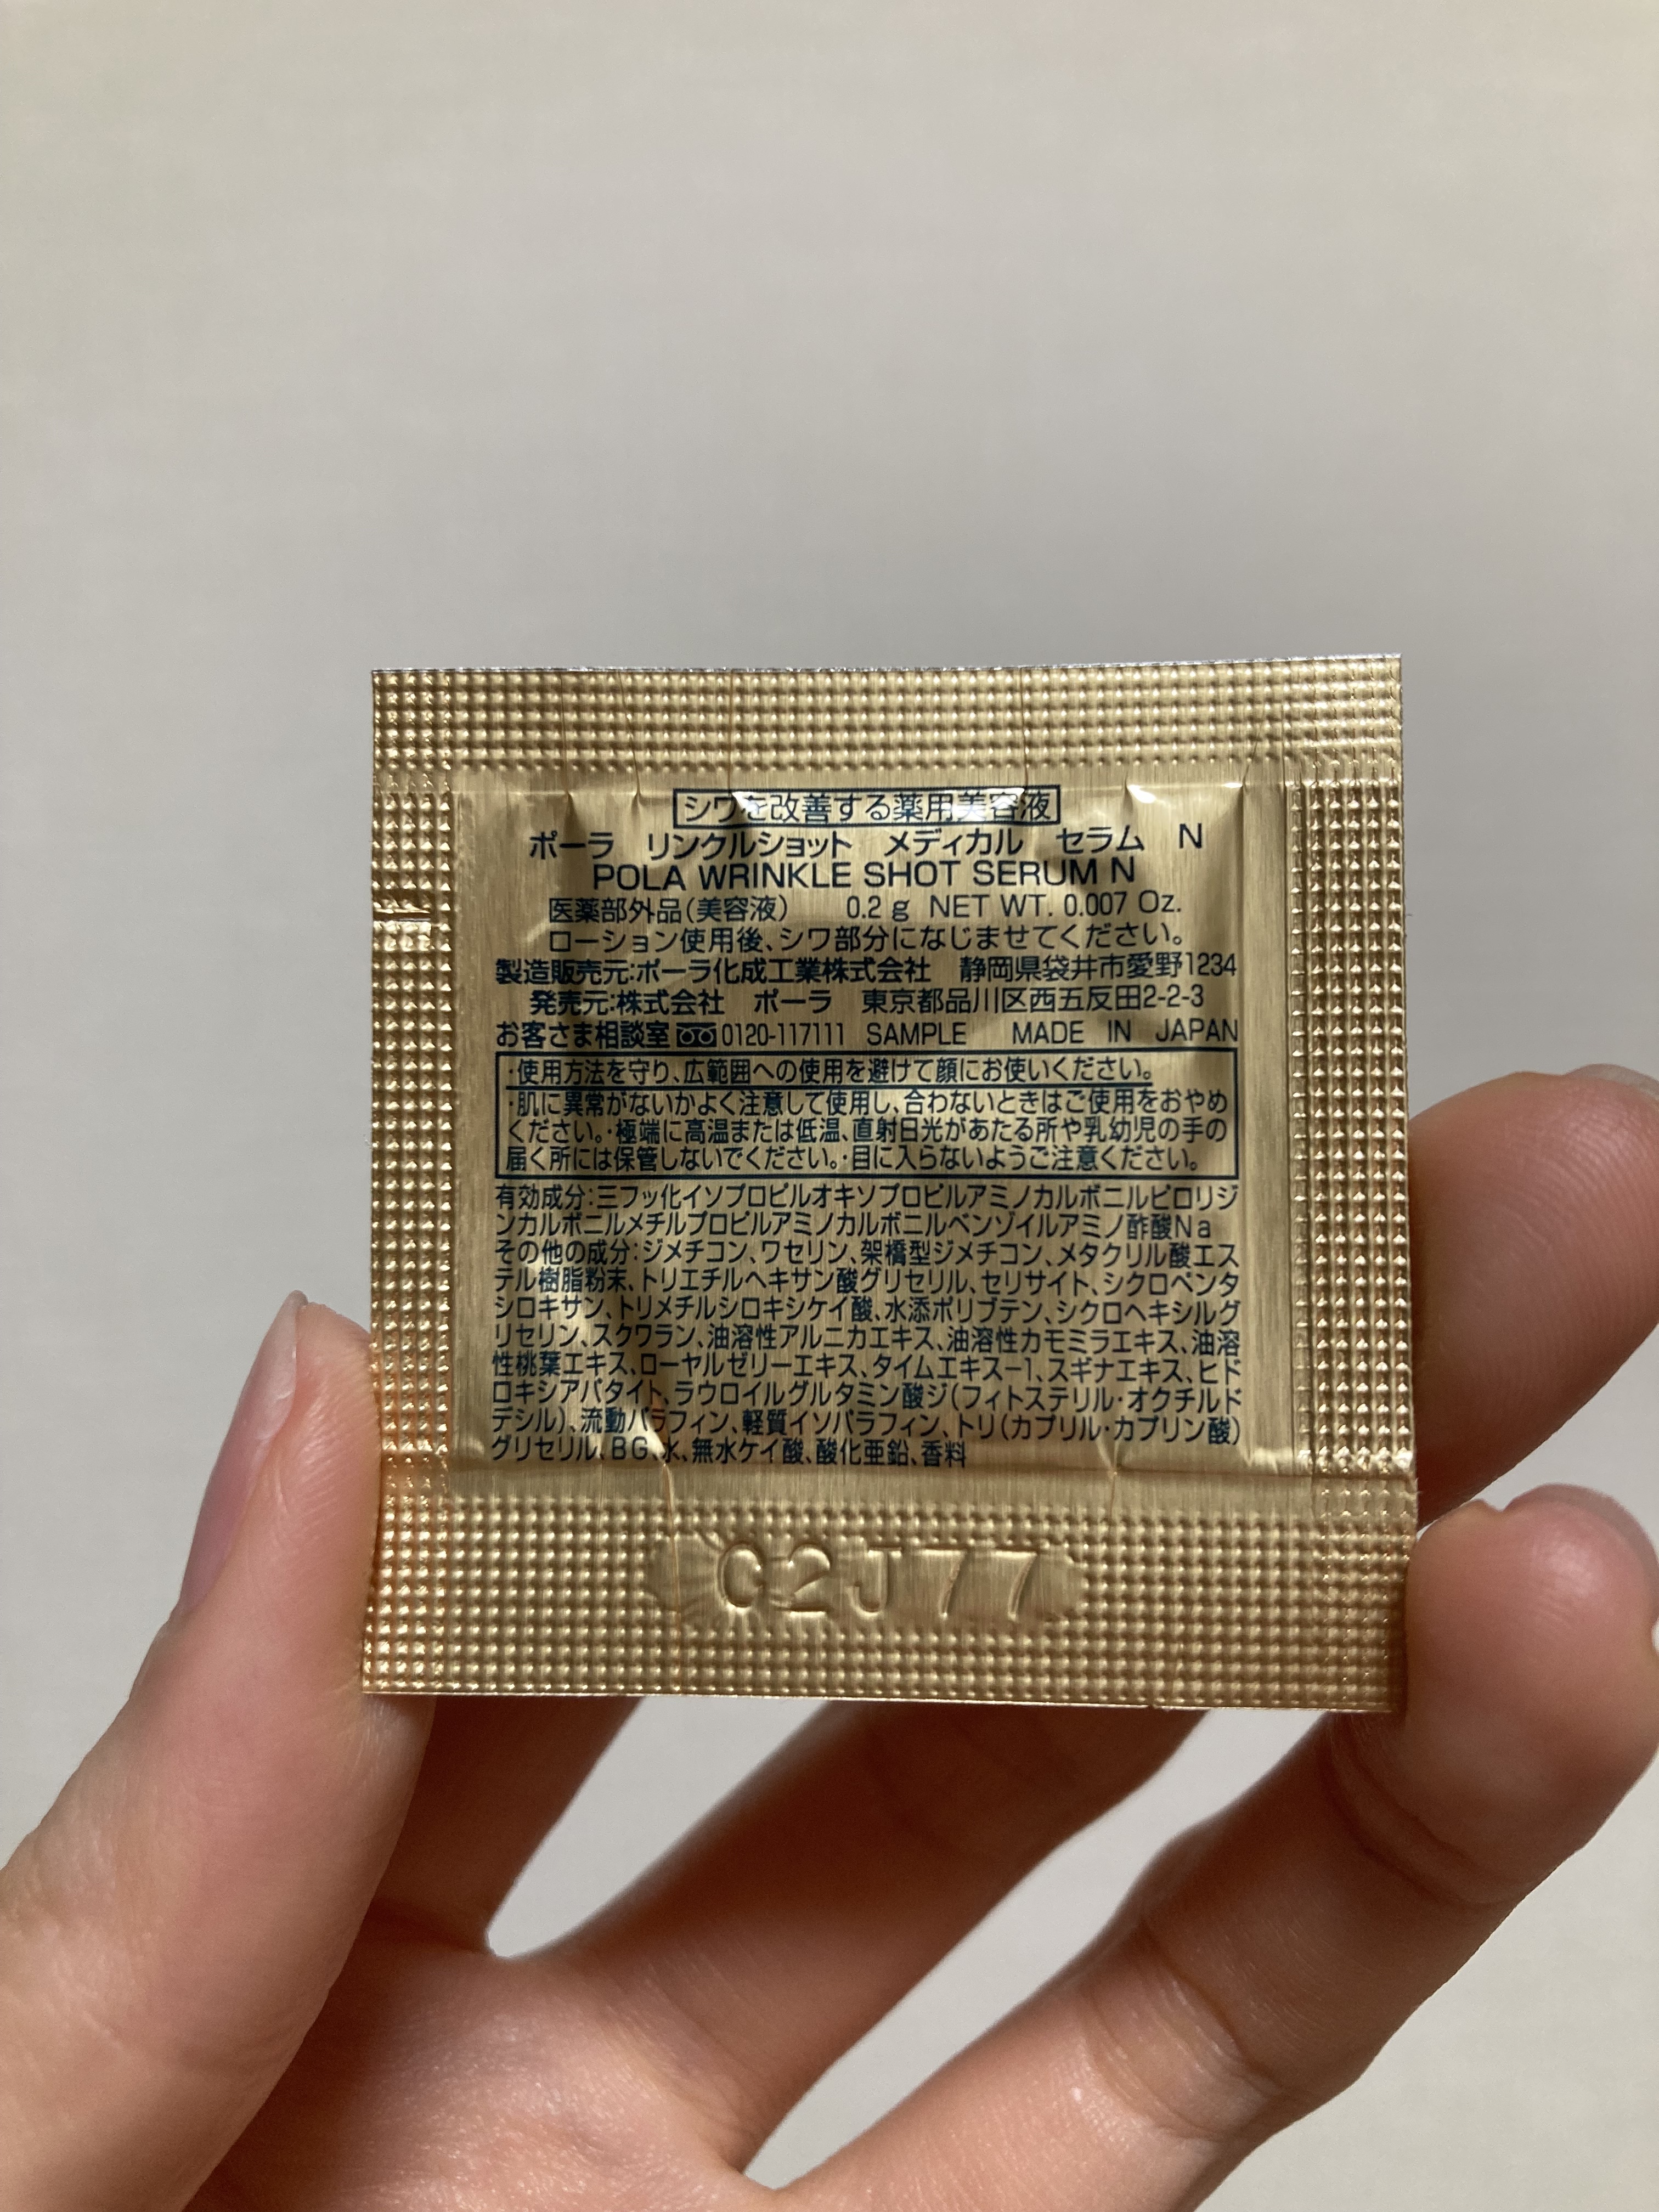 シワを改善する薬用美容液
ポーラ リンクルショット メディカル セラム N
POLA WRINKLE SHOT SERUM N
医薬部外品(美容液) 0.2 g NET WT. 0.007 Oz.
ローション使用後、シワ部分になじませてください。
製造販売元:ポーラ化成工業株式会社 静岡県袋井市愛野1234
発売元:株式会社 ポーラ 東京都品川区西五反田2-2-3
お客さま相談室 0120-117111 SAMPLE MADE IN JAPAN
・使用方法を守り、広範囲への使用を避けて顔にお使いください。
・肌に異常がないかよく注意して使用し、合わないときはご使用をおやめ
ください。・極端に高温または低温、直射日光があたる所や乳幼児の手の
届く所には保管しないでください。・目に入らないようご注意ください。
有効成分:三フッ化イソプロピルオキソプロピルアミノカルボニルピロリジ
ンカルボニルメチルプロピルアミノカルボニルベンゾイルアミノ酢酸Na
その他の成分:ジメチコン、ワセリン、架橋型ジメチコン、メタクリル酸エス
テル樹脂粉末、トリエチルヘキサン酸グリセリル、セリサイト、シクロペンタ
シロキサン、トリメチルシロキシケイ酸、水添ポリブテン、シクロヘキシルグ
リセリン、スクワラン、油溶性アルニカエキス、油溶性カモミラエキス、油溶
性桃葉エキス、ローヤルゼリーエキス、タイムエキス-1、スギナエキス、ヒド
ロキシアパタイト、ラウロイルグルタミン酸ジ(フィトステリル・オクチルド
デシル)、流動パラフィン、軽質イソパラフィン、トリ(カプリル・カプリン酸)
グリセリル、BG、水、無水ケイ酸、酸化亜鉛、香料
G2J77